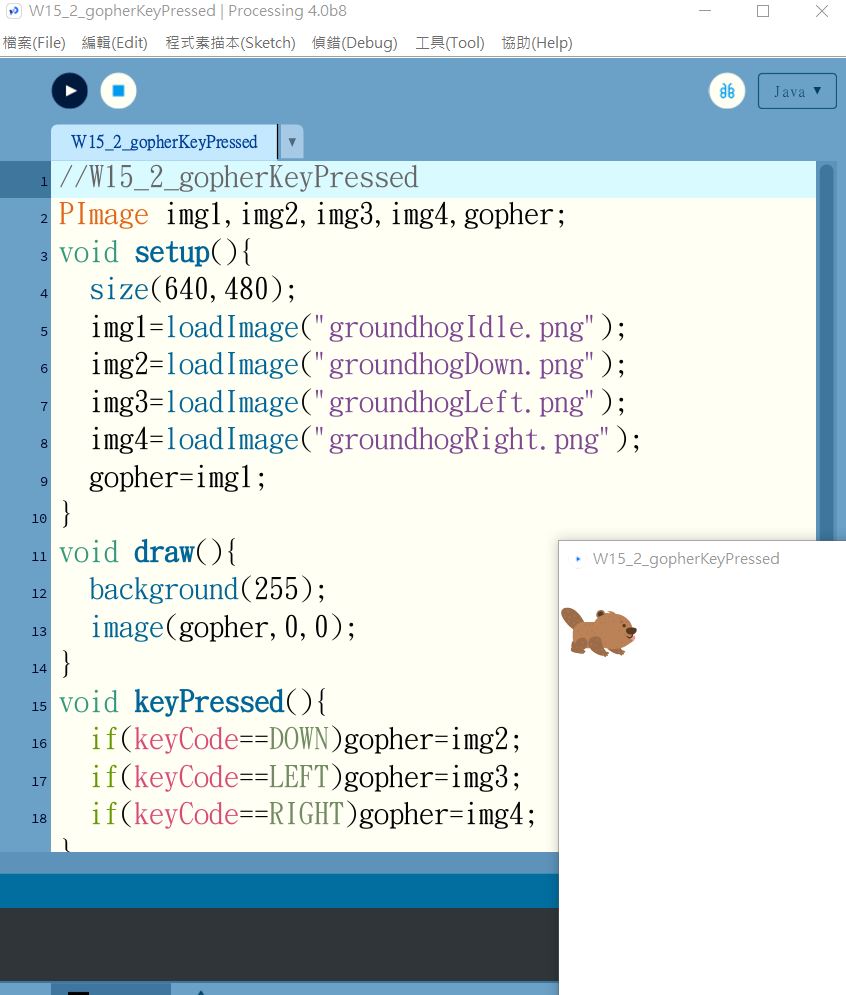 W15_2_gopherKeyPressed | Processing 4.0b8
檔案(File) 編輯(Edit) 程式素描本(Sketch) 偵錯(Debug) 工具(Tool) 協助(Help)
Java ▼
W15_2_gopherKeyPressed ▼
1 //W15_2_gopherKeyPressed
2 PImage img1,img2,img3,img4,gopher;
3 void setup(){
4   size(640,480);
5   img1=loadImage("groundhogIdle.png");
6   img2=loadImage("groundhogDown.png");
7   img3=loadImage("groundhogLeft.png");
8   img4=loadImage("groundhogRight.png");
9   gopher=img1;
10 }
11 void draw(){
12   background(255);
13   image(gopher,0,0);
14 }
15 void keyPressed(){
16   if(keyCode==DOWN)gopher=img2;
17   if(keyCode==LEFT)gopher=img3;
18   if(keyCode==RIGHT)gopher=img4;
}
W15_2_gopherKeyPressed